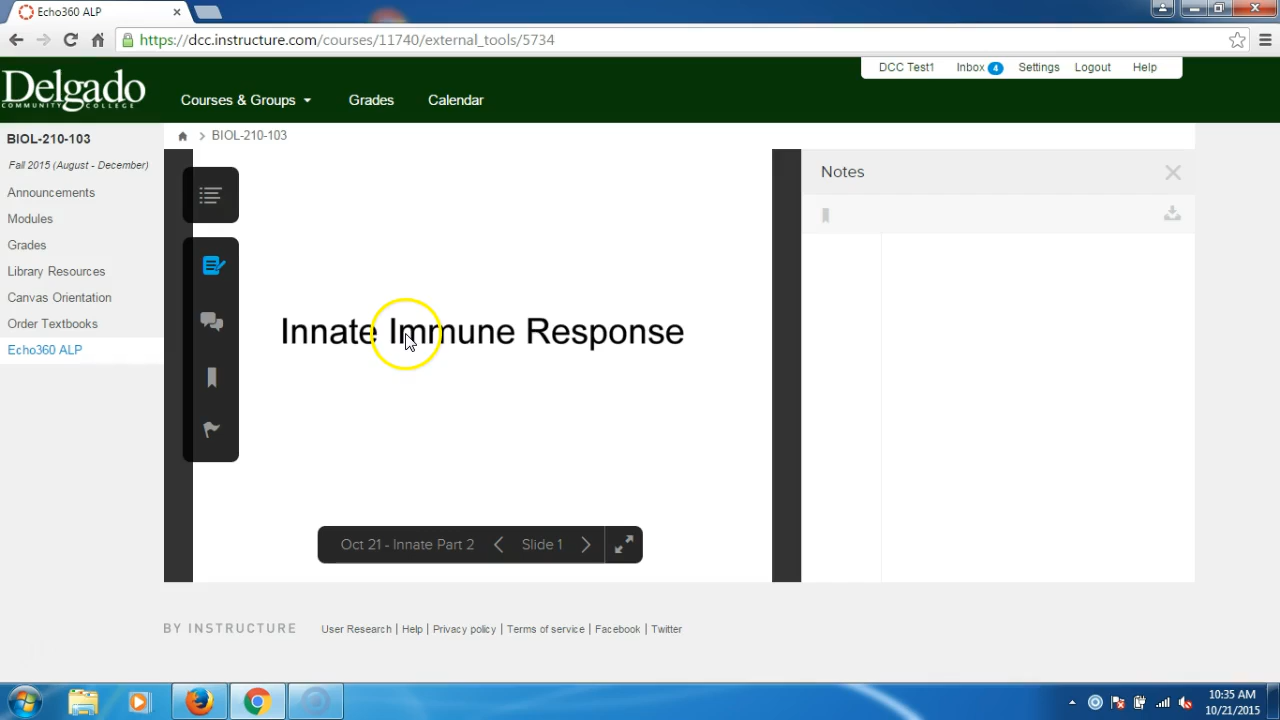 Echo360 ALP
https://dcc.instructure.com/courses/11740/external_tools/5734
DCC Test1 Inbox 4 Settings Logout Help
Delgado
COMMUNITY COLLEGE
Courses & Groups Grades Calendar
BIOL-210-103
Fall 2015 (August - December)
Announcements
Modules
Grades
Library Resources
Canvas Orientation
Order Textbooks
Echo360 ALP
BIOL-210-103
Innate Immune Response
Oct 21 - Innate Part 2 Slide 1
Notes
BY INSTRUCTURE User Research | Help | Privacy policy | Terms of service | Facebook | Twitter
10:35 AM
10/21/2015